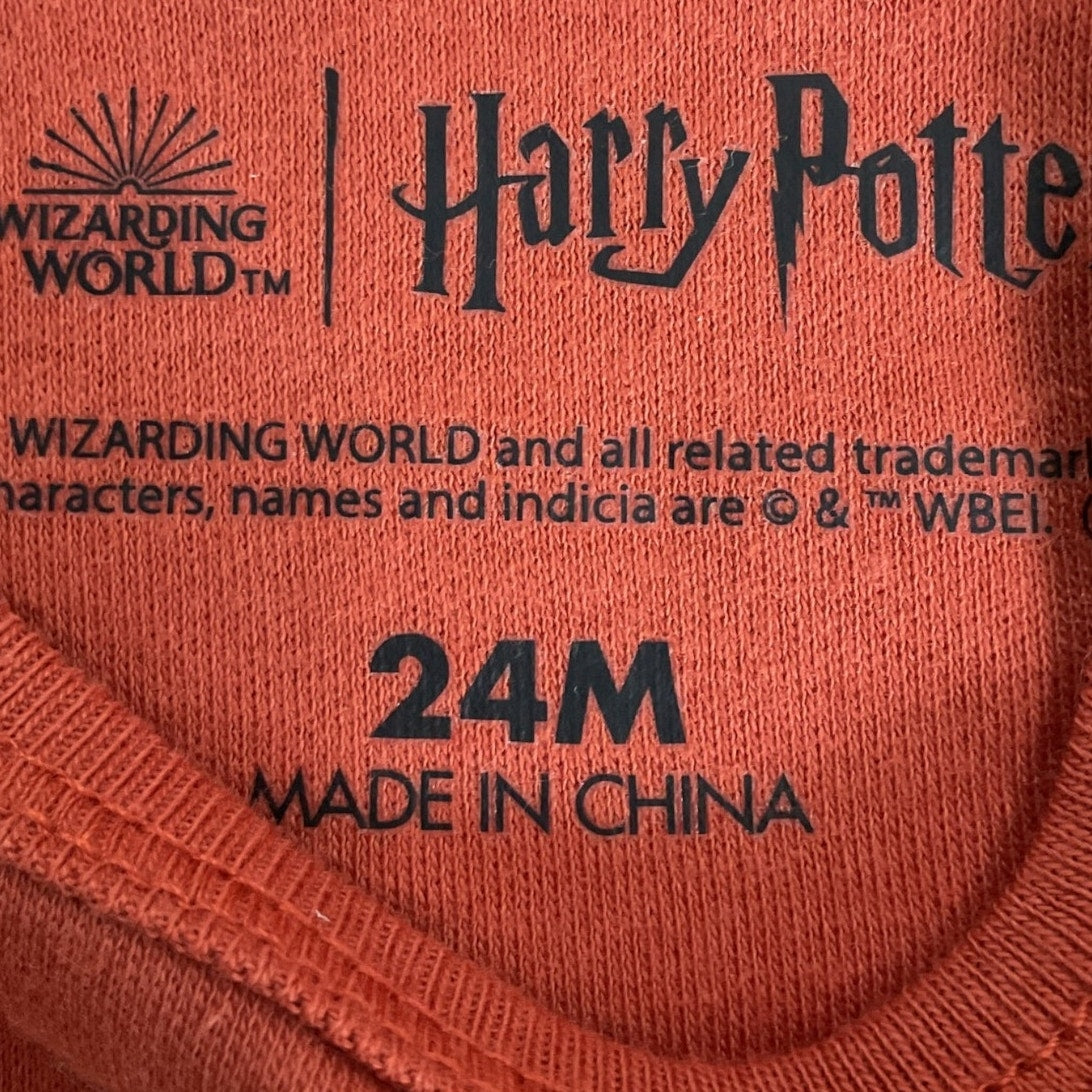 WIZARDING
WORLD™
Harry Potte
WIZARDING WORLD and all related trademar
haracters, names and indicia are © & ™ WBEI.
24M
MADE IN CHINA